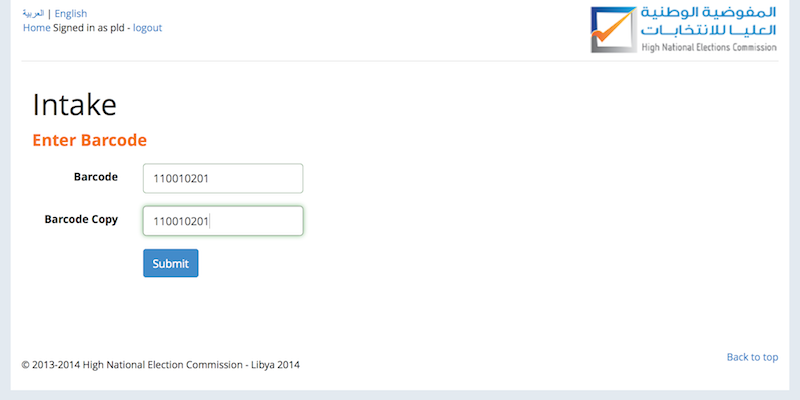 العربية | English
Home Signed in as pld - logout
المفوضية الوطنية
العليا للانتخابات
High National Elections Commission
Intake
Enter Barcode
Barcode 110010201
Barcode Copy 110010201
Submit
Back to top
© 2013-2014 High National Election Commission - Libya 2014